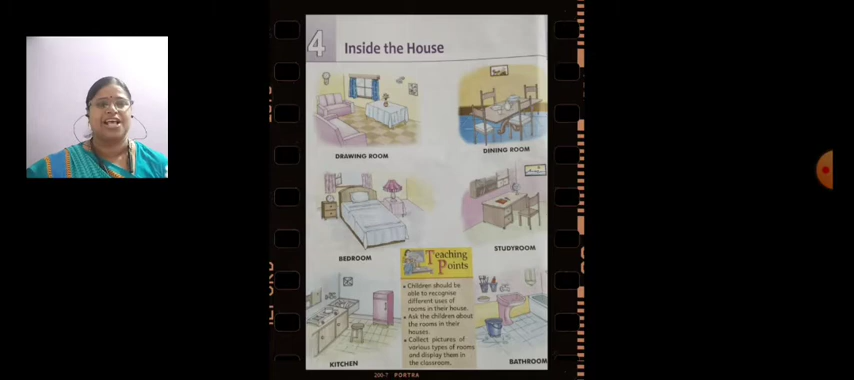 4 Inside the House
DRAWING ROOM
DINING ROOM
BEDROOM
STUDYROOM
Teaching
Points
• Children should be
able to recognise
different uses of
rooms in their house.
• Ask the children about
the rooms in their
houses.
• Collect pictures of
various types of rooms
and display them in
the classroom.
KITCHEN
BATHROOM
200-T PORTRA